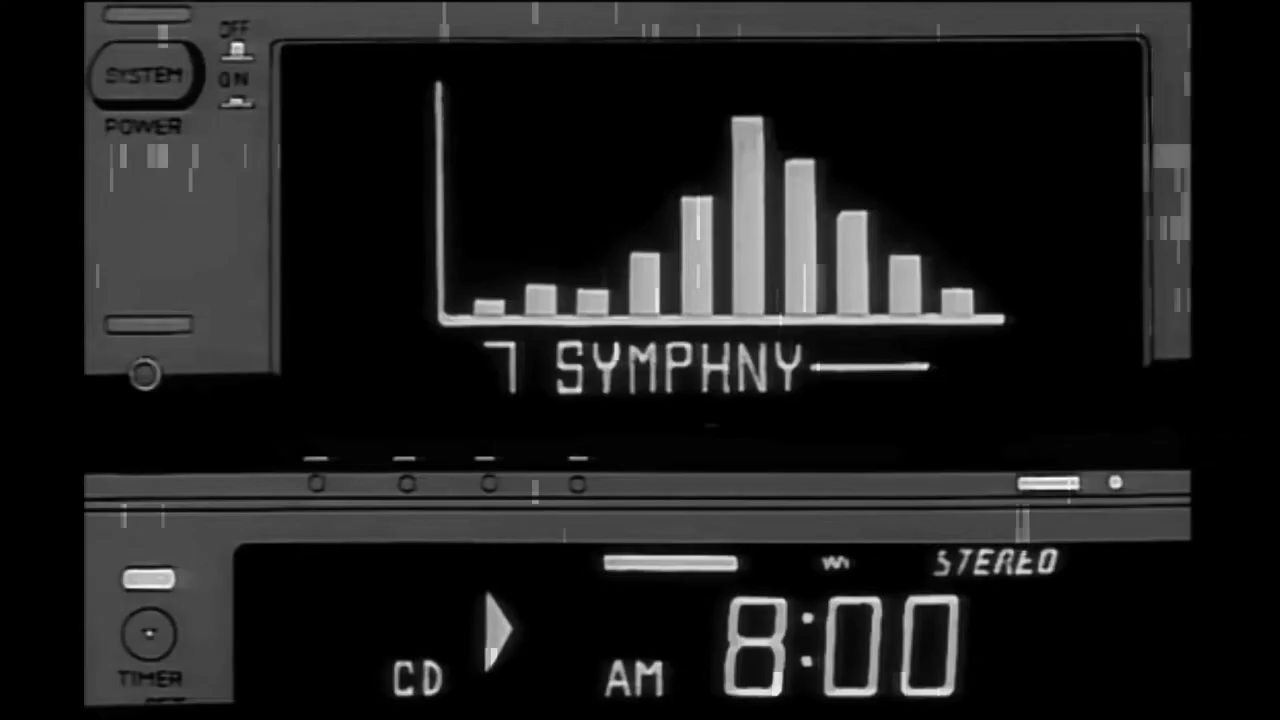 OFF
SYSTEM
ON
POWER
7 SYMPHNY
STEREO
8:00
CD
AM
TIMER